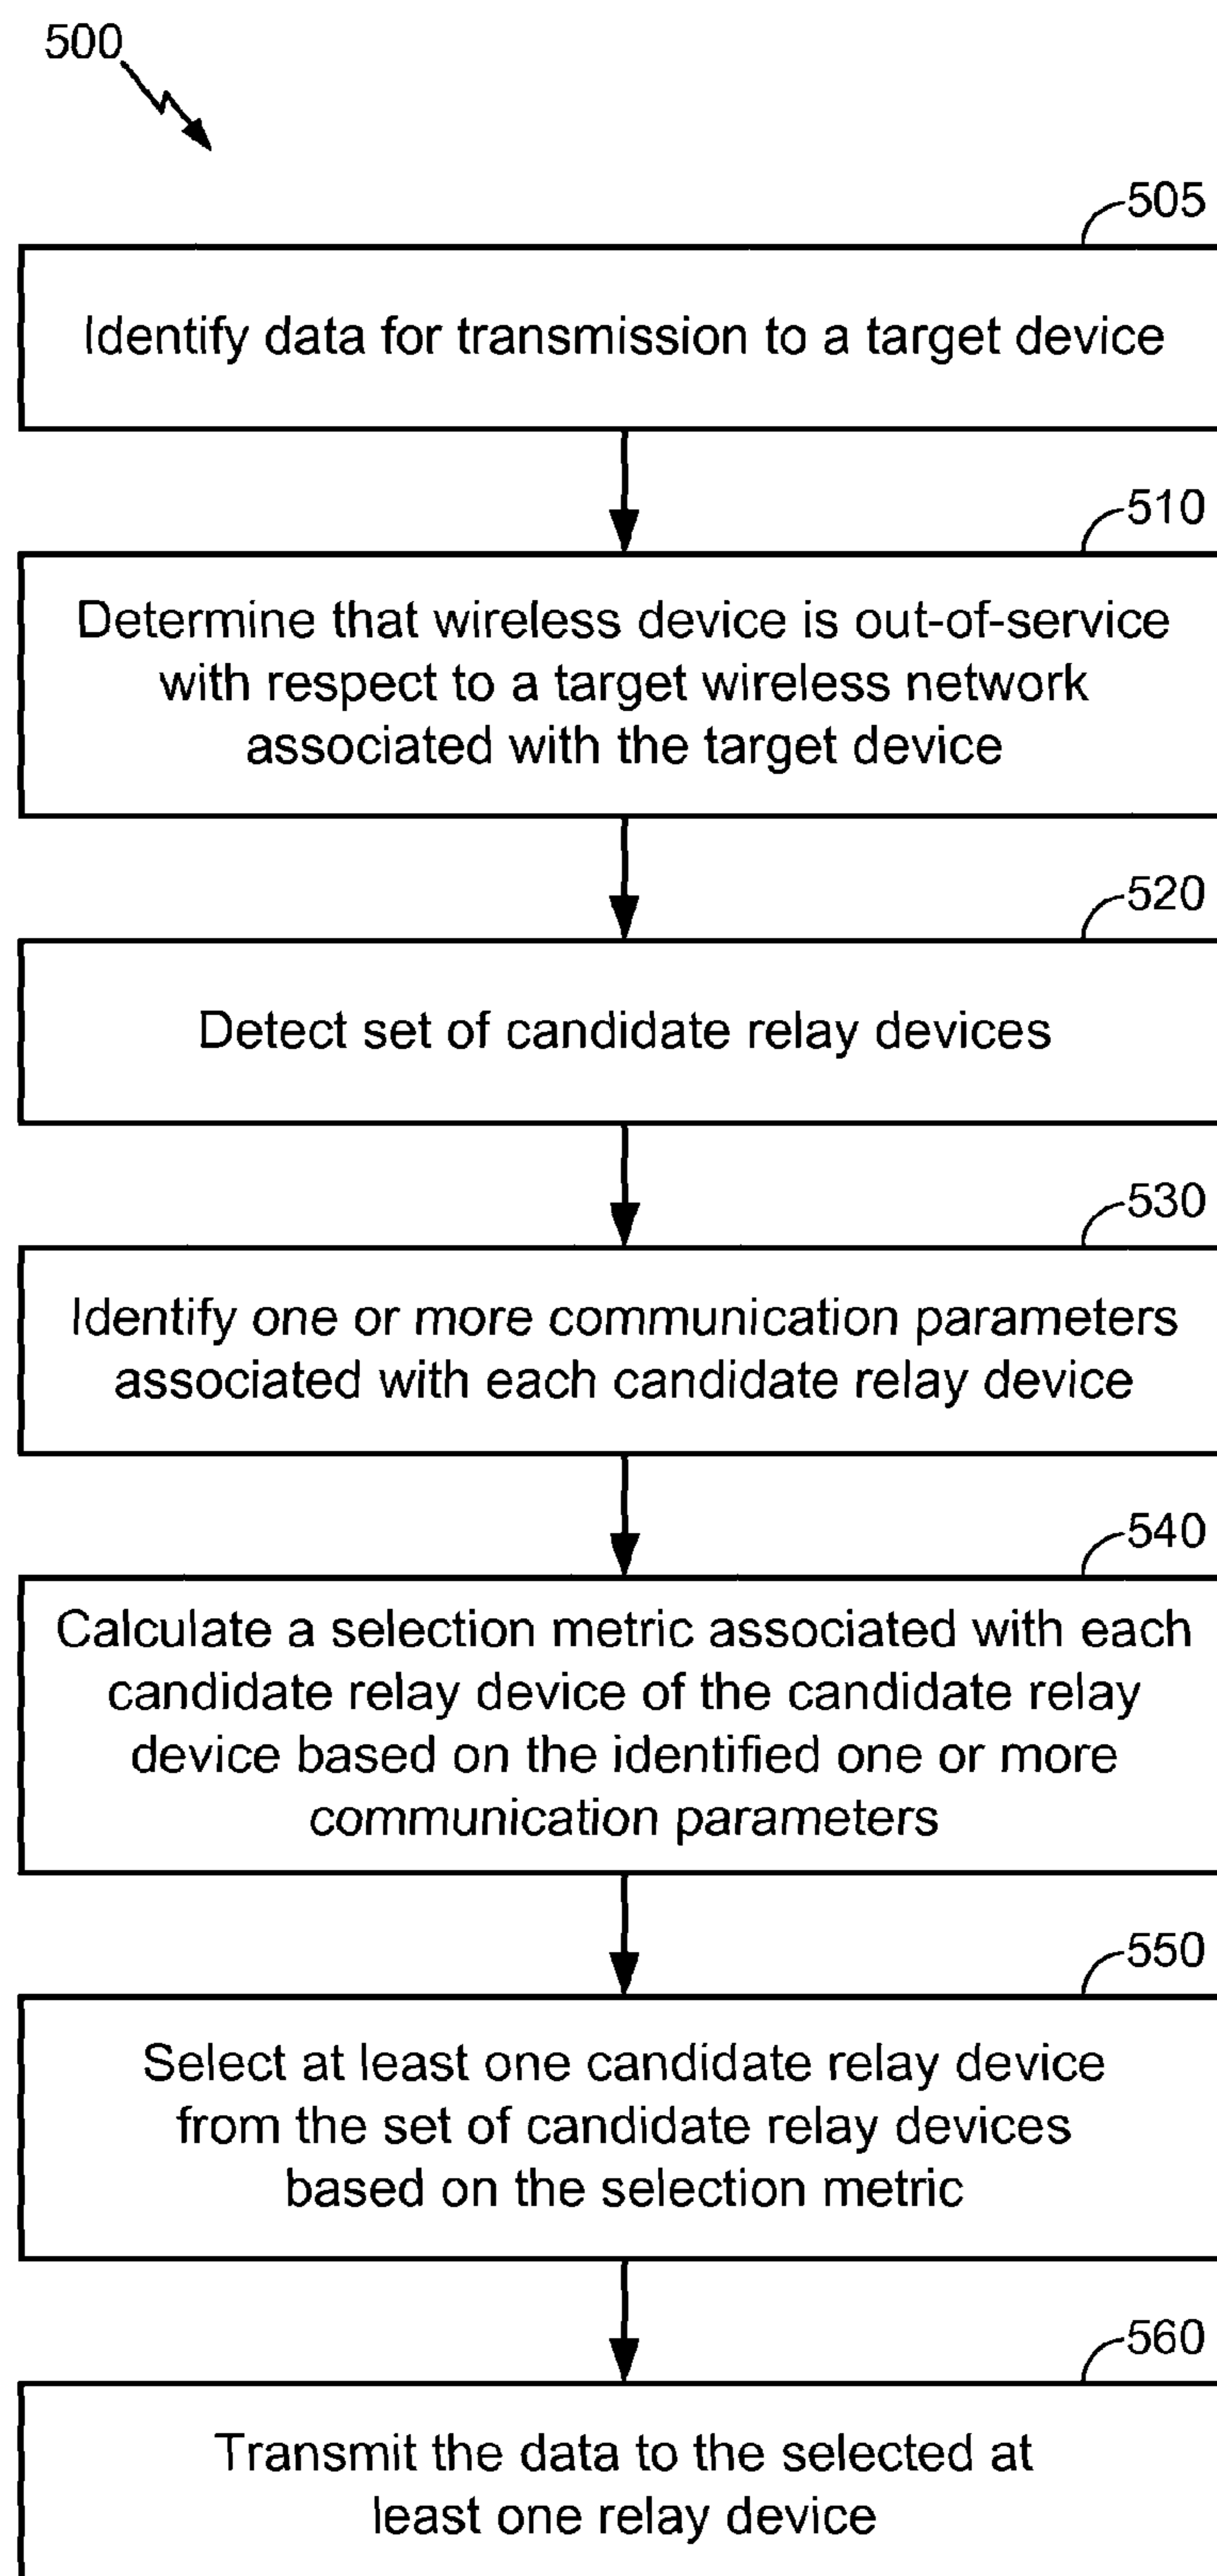 500
505
Identify data for transmission to a target device
510
Determine that wireless device is out-of-service
with respect to a target wireless network
associated with the target device
520
Detect set of candidate relay devices
530
Identify one or more communication parameters
associated with each candidate relay device
540
Calculate a selection metric associated with each
candidate relay device of the candidate relay
device based on the identified one or more
communication parameters
550
Select at least one candidate relay device
from the set of candidate relay devices
based on the selection metric
560
Transmit the data to the selected at
least one relay device